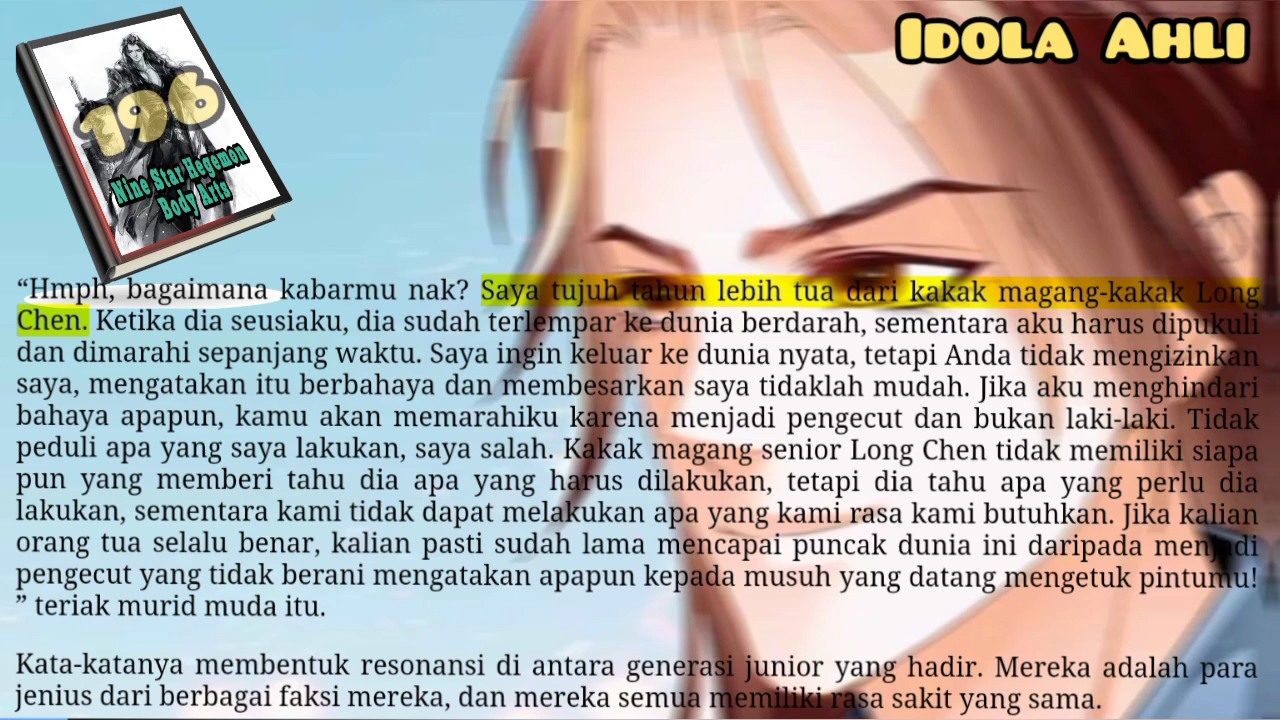 IDOLA AHLI
196
Nine Star Hegemon
Body Arts
“Hmph, bagaimana kabarmu nak? Saya tujuh tahun lebih tua dari kakak magang-kakak Long
Chen. Ketika dia seusiaku, dia sudah terlempar ke dunia berdarah, sementara aku harus dipukuli
dan dimarahi sepanjang waktu. Saya ingin keluar ke dunia nyata, tetapi Anda tidak mengizinkan
saya, mengatakan itu berbahaya dan membesarkan saya tidaklah mudah. Jika aku menghindari
bahaya apapun, kamu akan memarahiku karena menjadi pengecut dan bukan laki-laki. Tidak
peduli apa yang saya lakukan, saya salah. Kakak magang senior Long Chen tidak memiliki siapa
pun yang memberi tahu dia apa yang harus dilakukan, tetapi dia tahu apa yang perlu dia
lakukan, sementara kami tidak dapat melakukan apa yang kami rasa kami butuhkan. Jika kalian
orang tua selalu benar, kalian pasti sudah lama mencapai puncak dunia ini daripada menjadi
pengecut yang tidak berani mengatakan apapun kepada musuh yang datang mengetuk pintumu!
” teriak murid muda itu.
Kata-katanya membentuk resonansi di antara generasi junior yang hadir. Mereka adalah para
jenius dari berbagai faksi mereka, dan mereka semua memiliki rasa sakit yang sama.